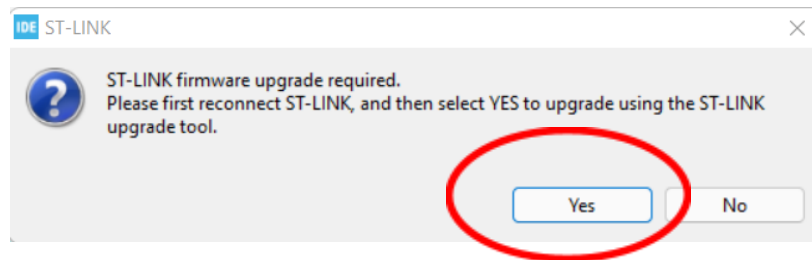 IDE ST-LINK
ST-LINK firmware upgrade required.
Please first reconnect ST-LINK, and then select YES to upgrade using the ST-LINK
upgrade tool.
Yes No